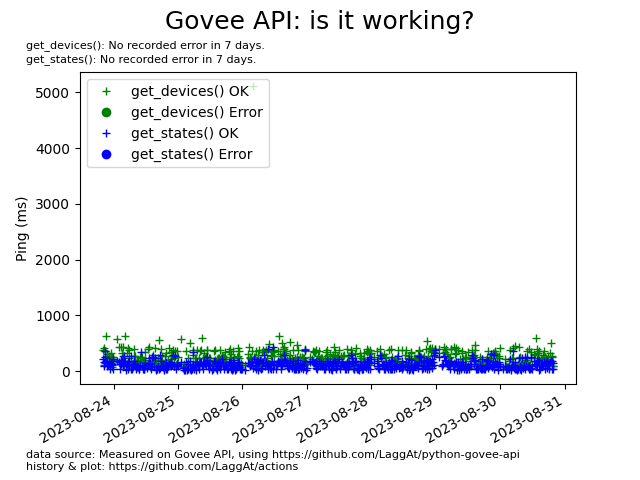 Govee API: is it working?
get_devices(): No recorded error in 7 days.
get_states(): No recorded error in 7 days.
get_devices() OK
get_devices() Error
get_states() OK
get_states() Error
Ping (ms)
5000
4000
3000
2000
1000
0
2023-08-24
2023-08-25
2023-08-26
2023-08-27
2023-08-28
2023-08-29
2023-08-30
2023-08-31
data source: Measured on Govee API, using https://github.com/LaggAt/python-govee-api
history & plot: https://github.com/LaggAt/actions